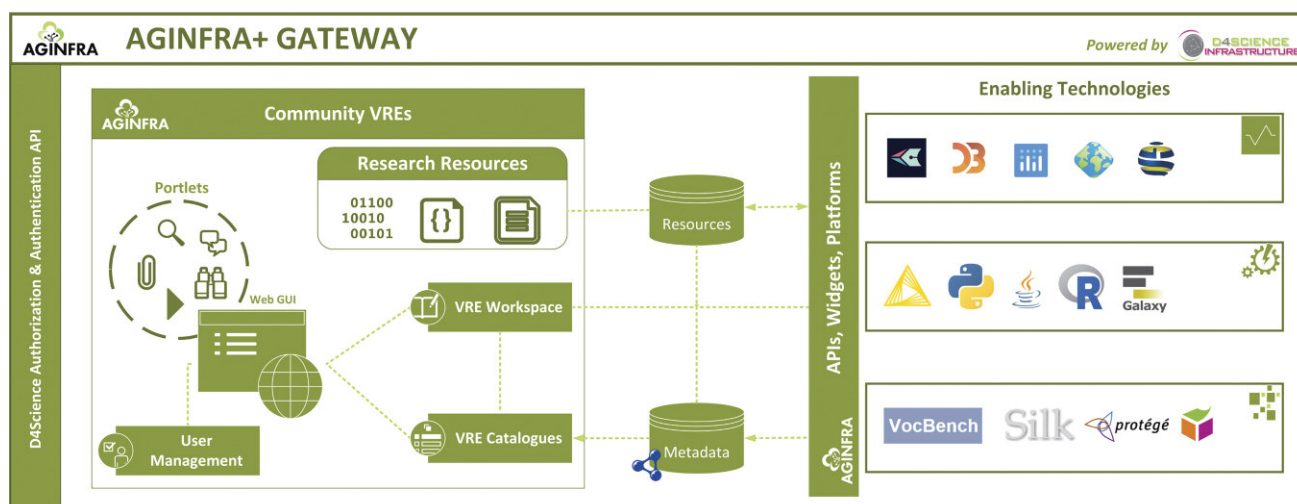 AGINFRA
AGINFRA+ GATEWAY
Powered by
D4SCIENCE
INFRASTRUCTURE
D4Science Authorization & Authentication API
AGINFRA
Community VREs
Research Resources
01100
10010
00101
{}
Portlets
Web GUI
VRE Workspace
VRE Catalogues
User
Management
Resources
Metadata
APIs, Widgets, Platforms
AGINFRA
Enabling Technologies
D3
R
Galaxy
VocBench
Silk
protégé